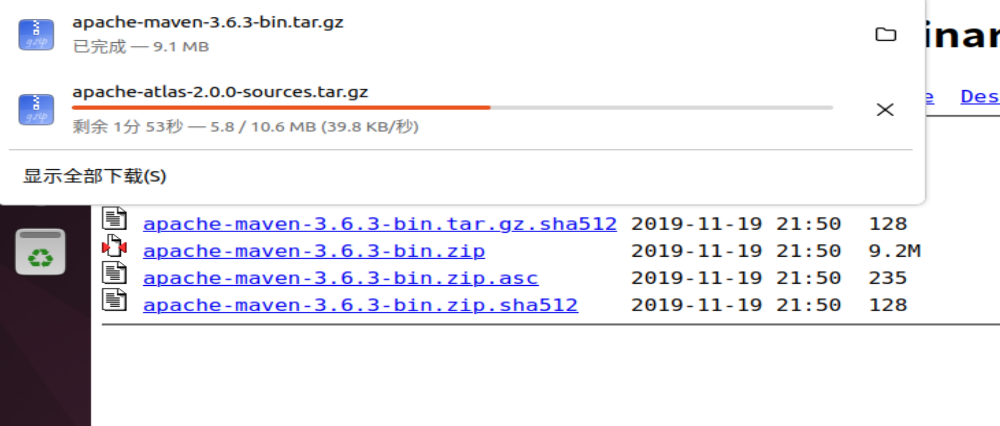 apache-maven-3.6.3-bin.tar.gz
已完成 — 9.1 MB
apache-atlas-2.0.0-sources.tar.gz
剩余 1分 53秒 — 5.8 / 10.6 MB (39.8 KB/秒)
显示全部下载(S)
inar
e Des
apache-maven-3.6.3-bin.tar.gz.sha512 2019-11-19 21:50 128
apache-maven-3.6.3-bin.zip 2019-11-19 21:50 9.2M
apache-maven-3.6.3-bin.zip.asc 2019-11-19 21:50 235
apache-maven-3.6.3-bin.zip.sha512 2019-11-19 21:50 128
gzip
gzip